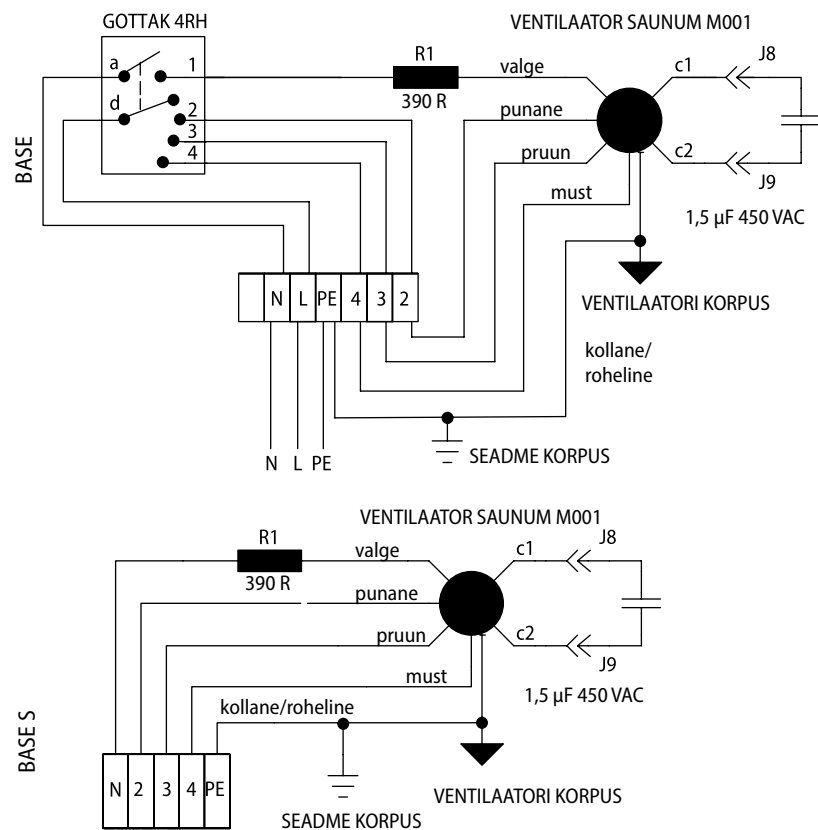 GOTTAK 4RH
VENTILAATOR SAUNUM M001
a
1
R1
390 R
valge
c1
J8
d
2
punane
3
4
pruun
c2
J9
BASE
must
1,5 µF 450 VAC
N L PE 4 3 2
VENTILAATORI KORPUS
kollane/
roheline
N L PE
SEADME KORPUS
VENTILAATOR SAUNUM M001
R1
390 R
valge
c1
J8
punane
pruun
c2
J9
must
1,5 µF 450 VAC
kollane/roheline
BASE S
N 2 3 4 PE
SEADME KORPUS
VENTILAATORI KORPUS